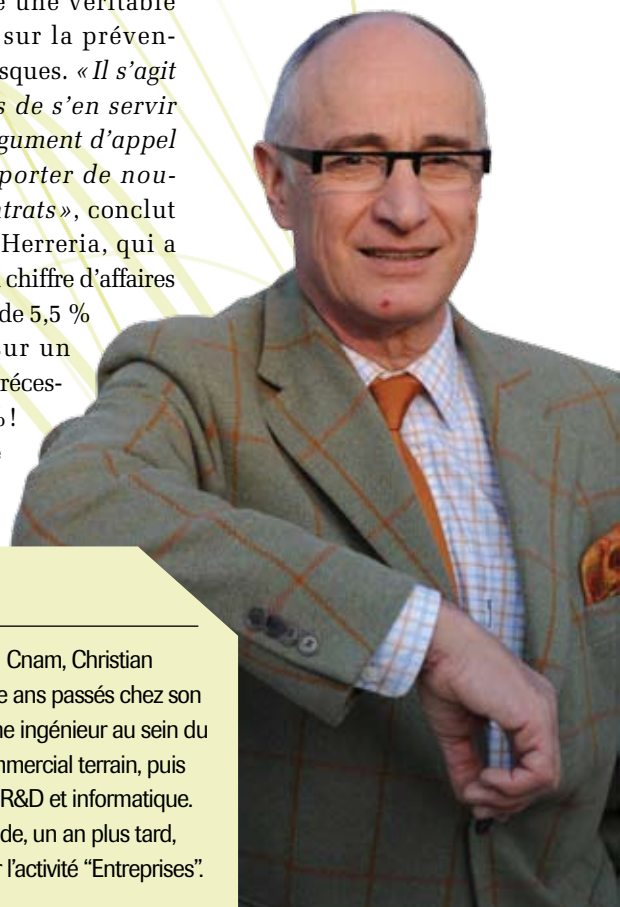 une véritable
sur la préven-
sques. « Il s'agit
s de s'en servir
gument d'appel
porter de nou-
trats », conclut
Herreria, qui a
chiffre d'affaires
de 5,5 %
sur un
réces-
!
Cnam, Christian
e ans passés chez son
ne ingénieur au sein du
mmercial terrain, puis
R&D et informatique.
de, un an plus tard,
r l'activité “Entreprises”.